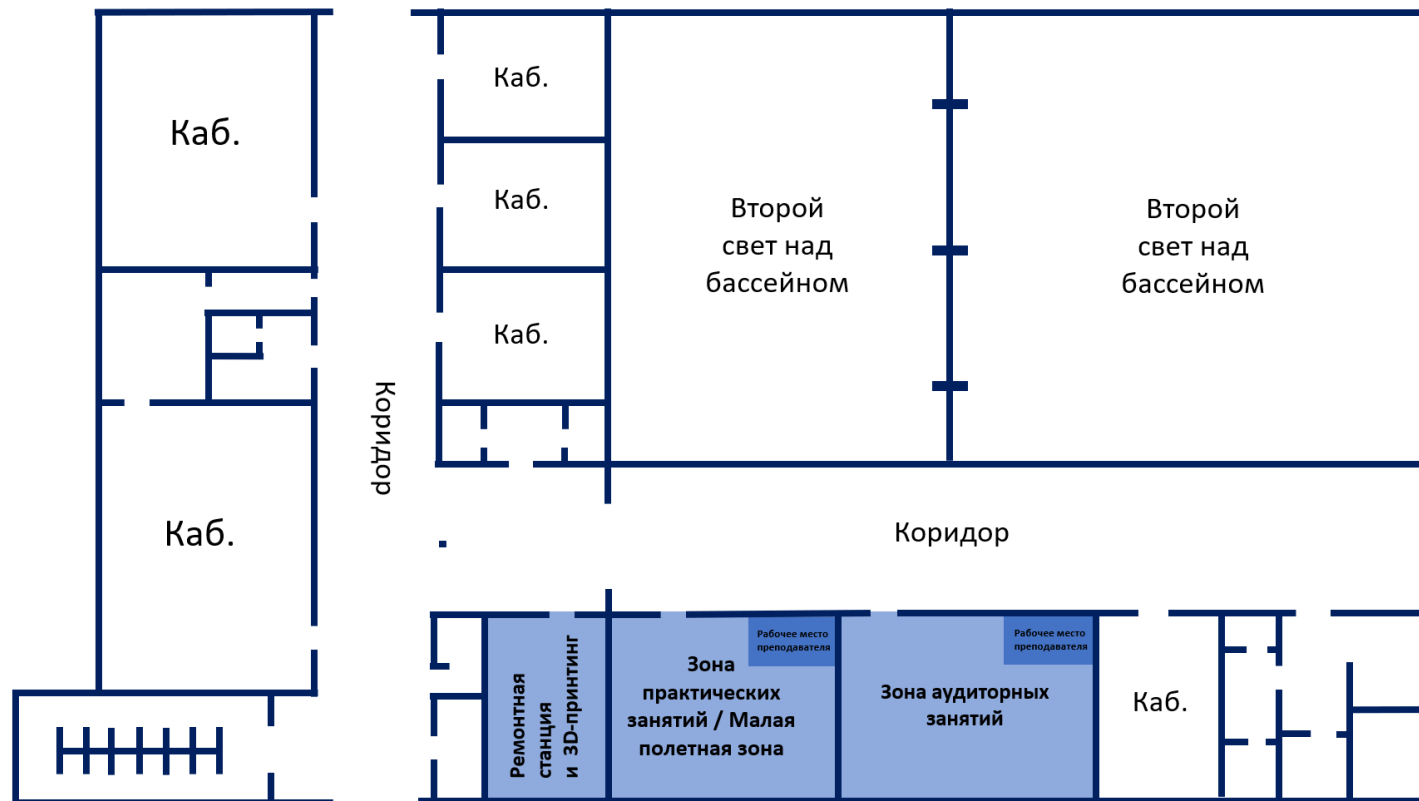 Каб.
Каб.
Каб.
Каб.
Второй
свет над
бассейном
Второй
свет над
бассейном
Коридор
Каб.
Коридор
Ремонтная
станция
и 3D-принтинг
Зона
практических
занятий / Малая
полетная зона
Рабочее место
преподавателя
Зона аудиторных
занятий
Рабочее место
преподавателя
Каб.